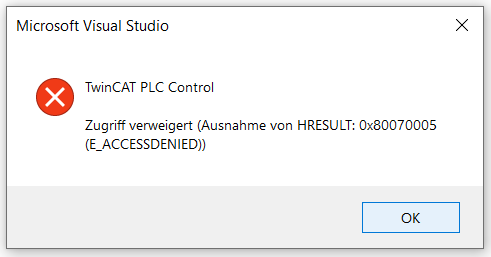 Microsoft Visual Studio
TwinCAT PLC Control
Zugriff verweigert (Ausnahme von HRESULT: 0x80070005
(E_ACCESSDENIED))
OK